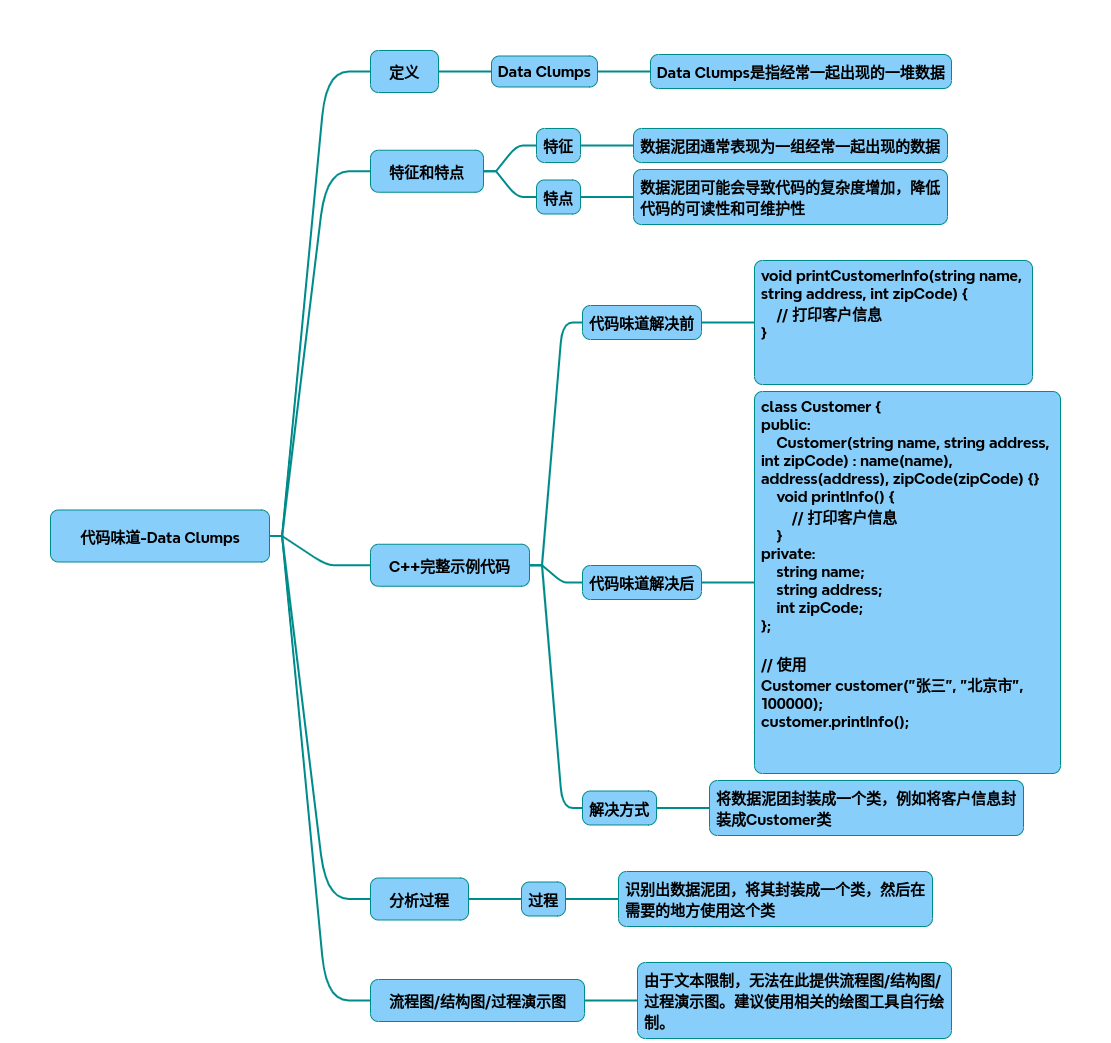 代码味道-Data Clumps
定义
Data Clumps
Data Clumps是指经常一起出现的一堆数据
特征和特点
特征
数据泥团通常表现为一组经常一起出现的数据
特点
数据泥团可能会导致代码的复杂度增加，降低
代码的可读性和可维护性
C++完整示例代码
代码味道解决前
void printCustomerInfo(string name,
string address, int zipCode) {
    // 打印客户信息
}
代码味道解决后
class Customer {
public:
    Customer(string name, string address,
int zipCode) : name(name),
address(address), zipCode(zipCode) {}
    void printInfo() {
        // 打印客户信息
    }
private:
    string name;
    string address;
    int zipCode;
};
// 使用
Customer customer("张三", "北京市",
100000);
customer.printInfo();
解决方式
将数据泥团封装成一个类，例如将客户信息封
装成Customer类
分析过程
过程
识别出数据泥团，将其封装成一个类，然后在
需要的地方使用这个类
流程图/结构图/过程演示图
由于文本限制，无法在此提供流程图/结构图/
过程演示图。建议使用相关的绘图工具自行绘
制。